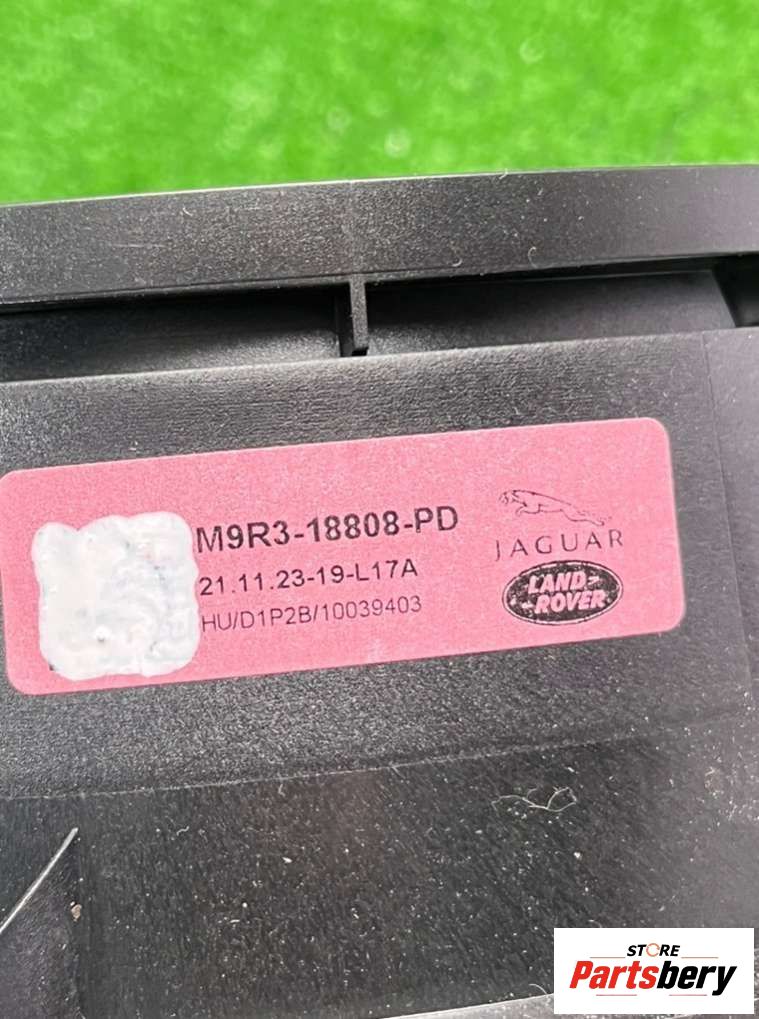 M9R3-18808-PD
21.11.23-19-L17A
HU/D1P2B/10039403
JAGUAR
LAND-
-ROVER
STORE
Partsbery